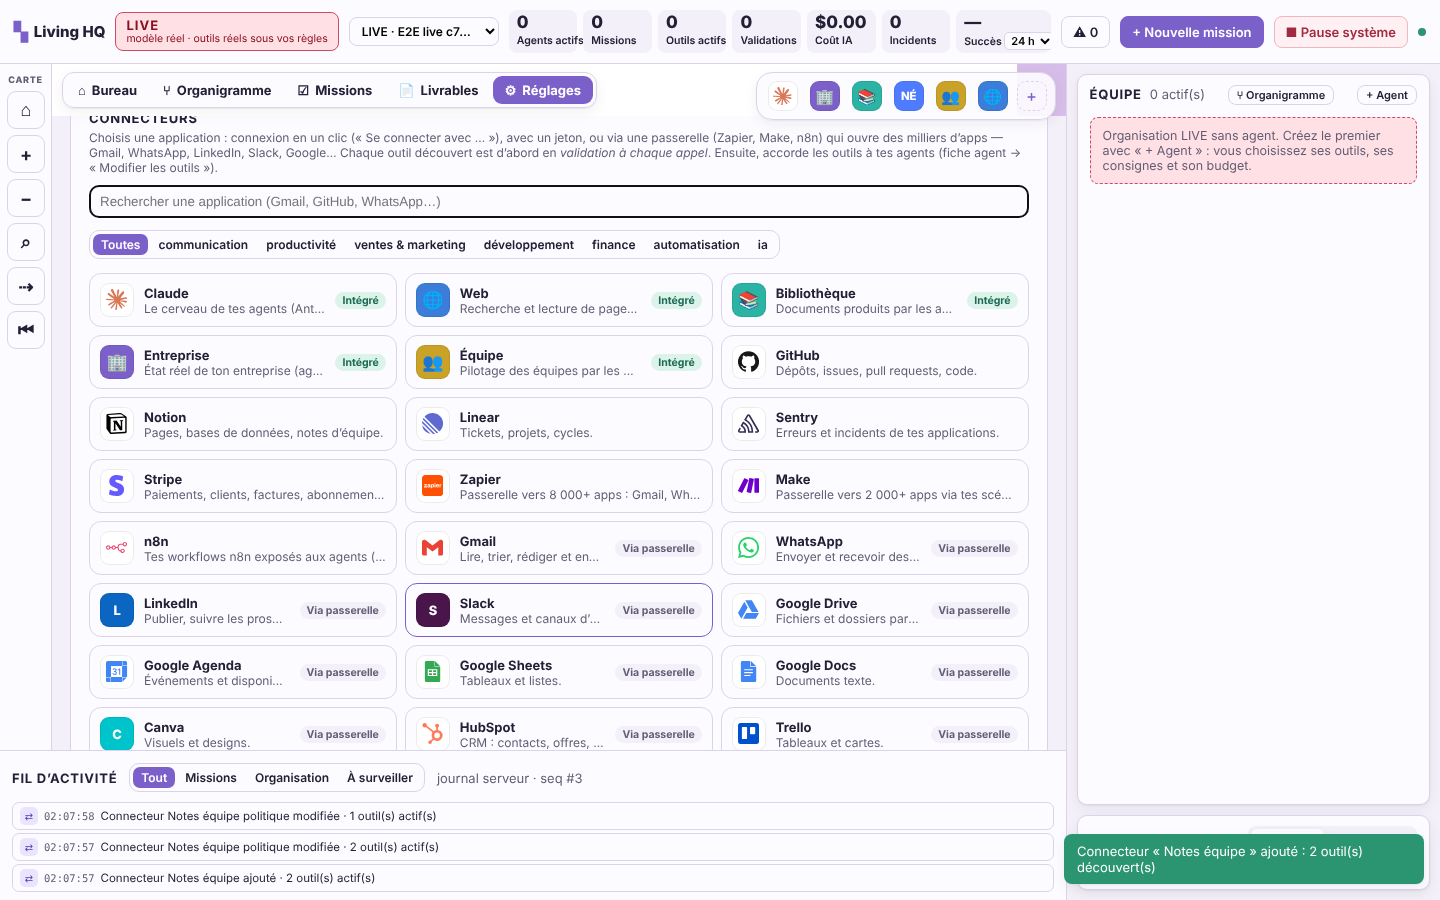 Living HQ
LIVE
modèle réel · outils réels sous vos règles
LIVE · E2E live c7...
0
Agents actifs
0
Missions
0
Outils actifs
0
Validations
$0.00
Coût IA
0
Incidents
—
Succès 24 h
⚠ 0
+ Nouvelle mission
Pause système
CARTE
Bureau
Organigramme
Missions
Livrables
Réglages
NÉ
+
CONNECTEURS
Choisis une application : connexion en un clic (« Se connecter avec ... »), avec un jeton, ou via une passerelle (Zapier, Make, n8n) qui ouvre des milliers d’apps —
Gmail, WhatsApp, LinkedIn, Slack, Google... Chaque outil découvert est d’abord en validation à chaque appel. Ensuite, accorde les outils à tes agents (fiche agent →
« Modifier les outils »).
Rechercher une application (Gmail, GitHub, WhatsApp…)
Toutes
communication
productivité
ventes & marketing
développement
finance
automatisation
ia
Claude
Le cerveau de tes agents (Ant...
Intégré
Web
Recherche et lecture de page...
Intégré
Bibliothèque
Documents produits par les a...
Intégré
Entreprise
État réel de ton entreprise (ag...
Intégré
Équipe
Pilotage des équipes par les ...
Intégré
GitHub
Dépôts, issues, pull requests, code.
Notion
Pages, bases de données, notes d’équipe.
Linear
Tickets, projets, cycles.
Sentry
Erreurs et incidents de tes applications.
Stripe
Paiements, clients, factures, abonnemen...
zapier
Zapier
Passerelle vers 8 000+ apps : Gmail, Wh...
Make
Passerelle vers 2 000+ apps via tes scé...
n8n
Tes workflows n8n exposés aux agents (...
Gmail
Lire, trier, rédiger et en...
Via passerelle
WhatsApp
Envoyer et recevoir des...
Via passerelle
L
LinkedIn
Publier, suivre les pros...
Via passerelle
S
Slack
Messages et canaux d’...
Via passerelle
Google Drive
Fichiers et dossiers par...
Via passerelle
31
Google Agenda
Événements et disponi...
Via passerelle
Google Sheets
Tableaux et listes.
Via passerelle
Google Docs
Documents texte.
Via passerelle
C
Canva
Visuels et designs.
Via passerelle
HubSpot
CRM : contacts, offres, ...
Via passerelle
Trello
Tableaux et cartes.
Via passerelle
ÉQUIPE 0 actif(s)
Organigramme
+ Agent
Organisation LIVE sans agent. Créez le premier
avec « + Agent » : vous choisissez ses outils, ses
consignes et son budget.
FIL D’ACTIVITÉ
Tout
Missions
Organisation
À surveiller
journal serveur · seq #3
02:07:58 Connecteur Notes équipe politique modifiée · 1 outil(s) actif(s)
02:07:57 Connecteur Notes équipe politique modifiée · 2 outil(s) actif(s)
02:07:57 Connecteur Notes équipe ajouté · 2 outil(s) actif(s)
Connecteur « Notes équipe » ajouté : 2 outil(s)
découvert(s)